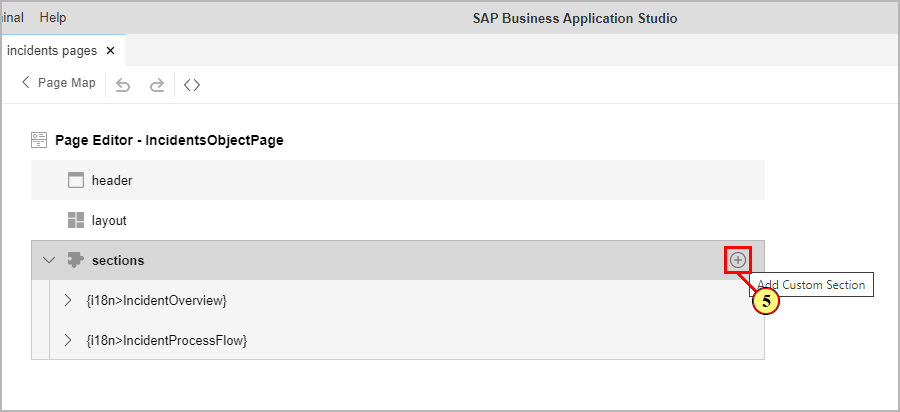 minal Help SAP Business Application Studio
incidents pages
Page Map
Page Editor - IncidentsObjectPage
header
layout
sections
Add Custom Section
5
{i18n>IncidentOverview}
{i18n>IncidentProcessFlow}